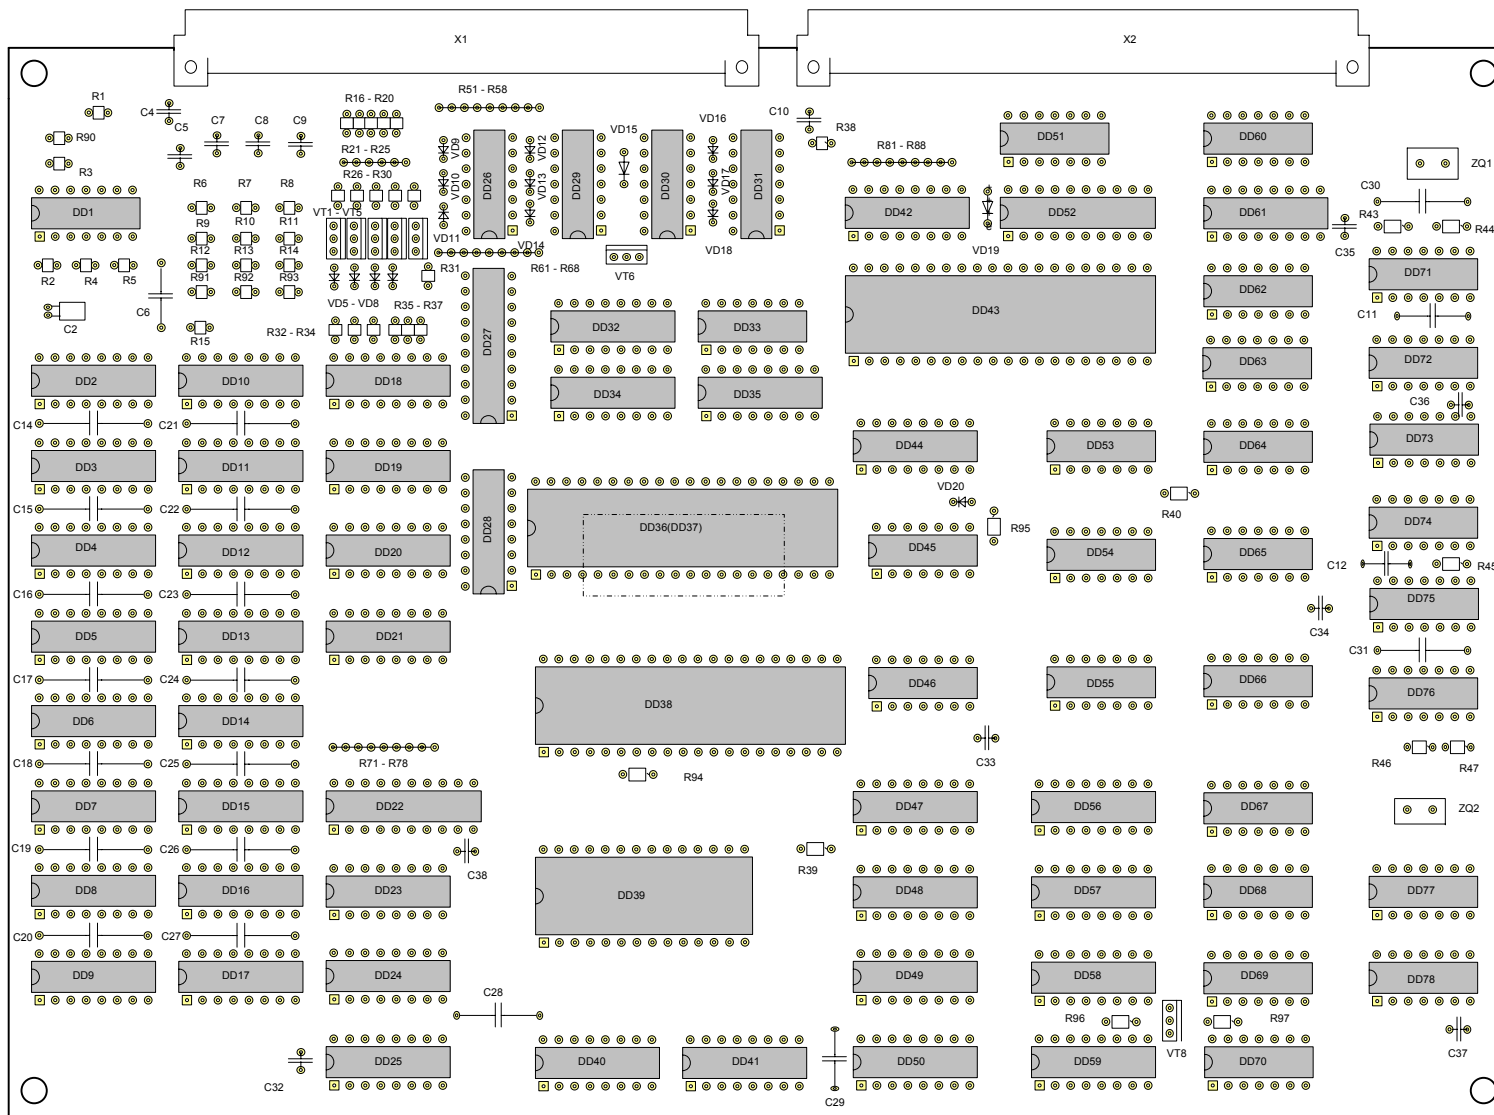 X1
X2
R1
C4
R16 - R20
R51 - R58
C10
R90
C5
C7
C8
C9
VD9
VD12
VD15
VD16
R38
DD51
DD60
R3
R21 - R25
R81 - R88
ZQ1
R6
R7
R8
R26 - R30
VD10
DD26
VD13
DD29
DD30
VD17
DD31
C30
DD1
R9
R10
R11
VT1 - VT5
DD42
DD52
DD61
R43
R44
R12
R13
R14
VD11
VD14
VD18
VD19
C35
R2
R4
R5
R91
R92
R93
R31
R61 - R68
VT6
DD71
C2
C6
VD5 - VD8
R35 - R37
DD62
R15
R32 - R34
DD27
DD32
DD33
DD43
C11
DD63
DD72
DD2
DD10
DD18
DD34
DD35
C36
C14
C21
DD44
DD53
DD64
DD73
DD3
DD11
DD19
VD20
C15
C22
DD28
DD36(DD37)
R95
R40
DD74
DD4
DD12
DD20
DD45
DD54
DD65
C12
R45
C16
C23
DD75
DD5
DD13
DD21
C34
C31
C17
C24
DD46
DD55
DD66
DD76
DD6
DD14
DD38
C18
C25
R71 - R78
R94
C33
R46
R47
DD7
DD15
DD22
DD47
DD56
DD67
ZQ2
C19
C26
C38
R39
DD8
DD16
DD23
DD39
DD48
DD57
DD68
DD77
C20
C27
DD9
DD17
DD24
DD49
DD58
DD69
DD78
C28
R96
R97
VT8
C37
C32
DD25
DD40
DD41
C29
DD50
DD59
DD70